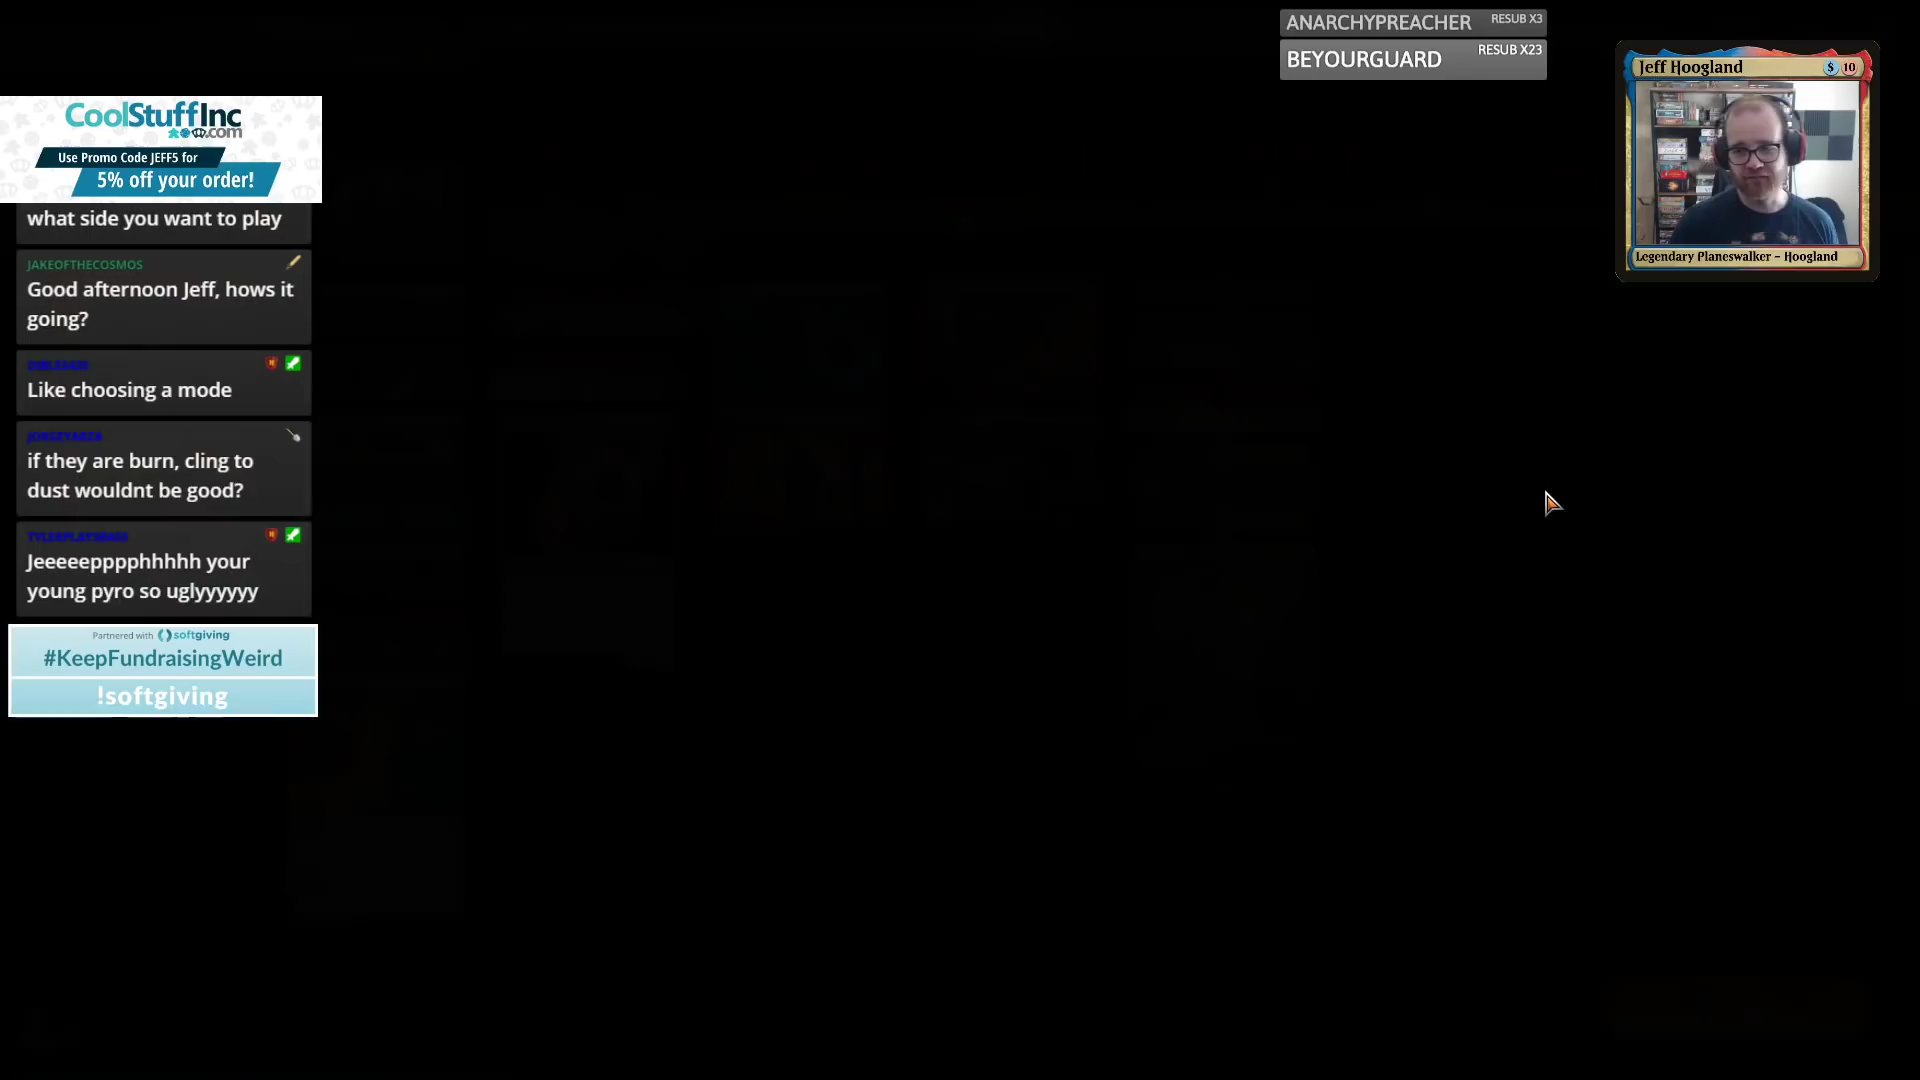 ANARCHYPREACHER RESUB X3
BEYOURGUARD RESUB X23
Jeff Hoogland $ 10
Legendary Planeswalker – Hoogland
CoolStuffInc
.com
Use Promo Code JEFF5 for
5% off your order!
what side you want to play
JAKEOFTHECOSMOS
Good afternoon Jeff, hows it
going?
Like choosing a mode
if they are burn, cling to
dust wouldnt be good?
Jeeeeepppphhhhh your
young pyro so uglyyyyyy
Partnered with softgiving
#KeepFundraisingWeird
!softgiving